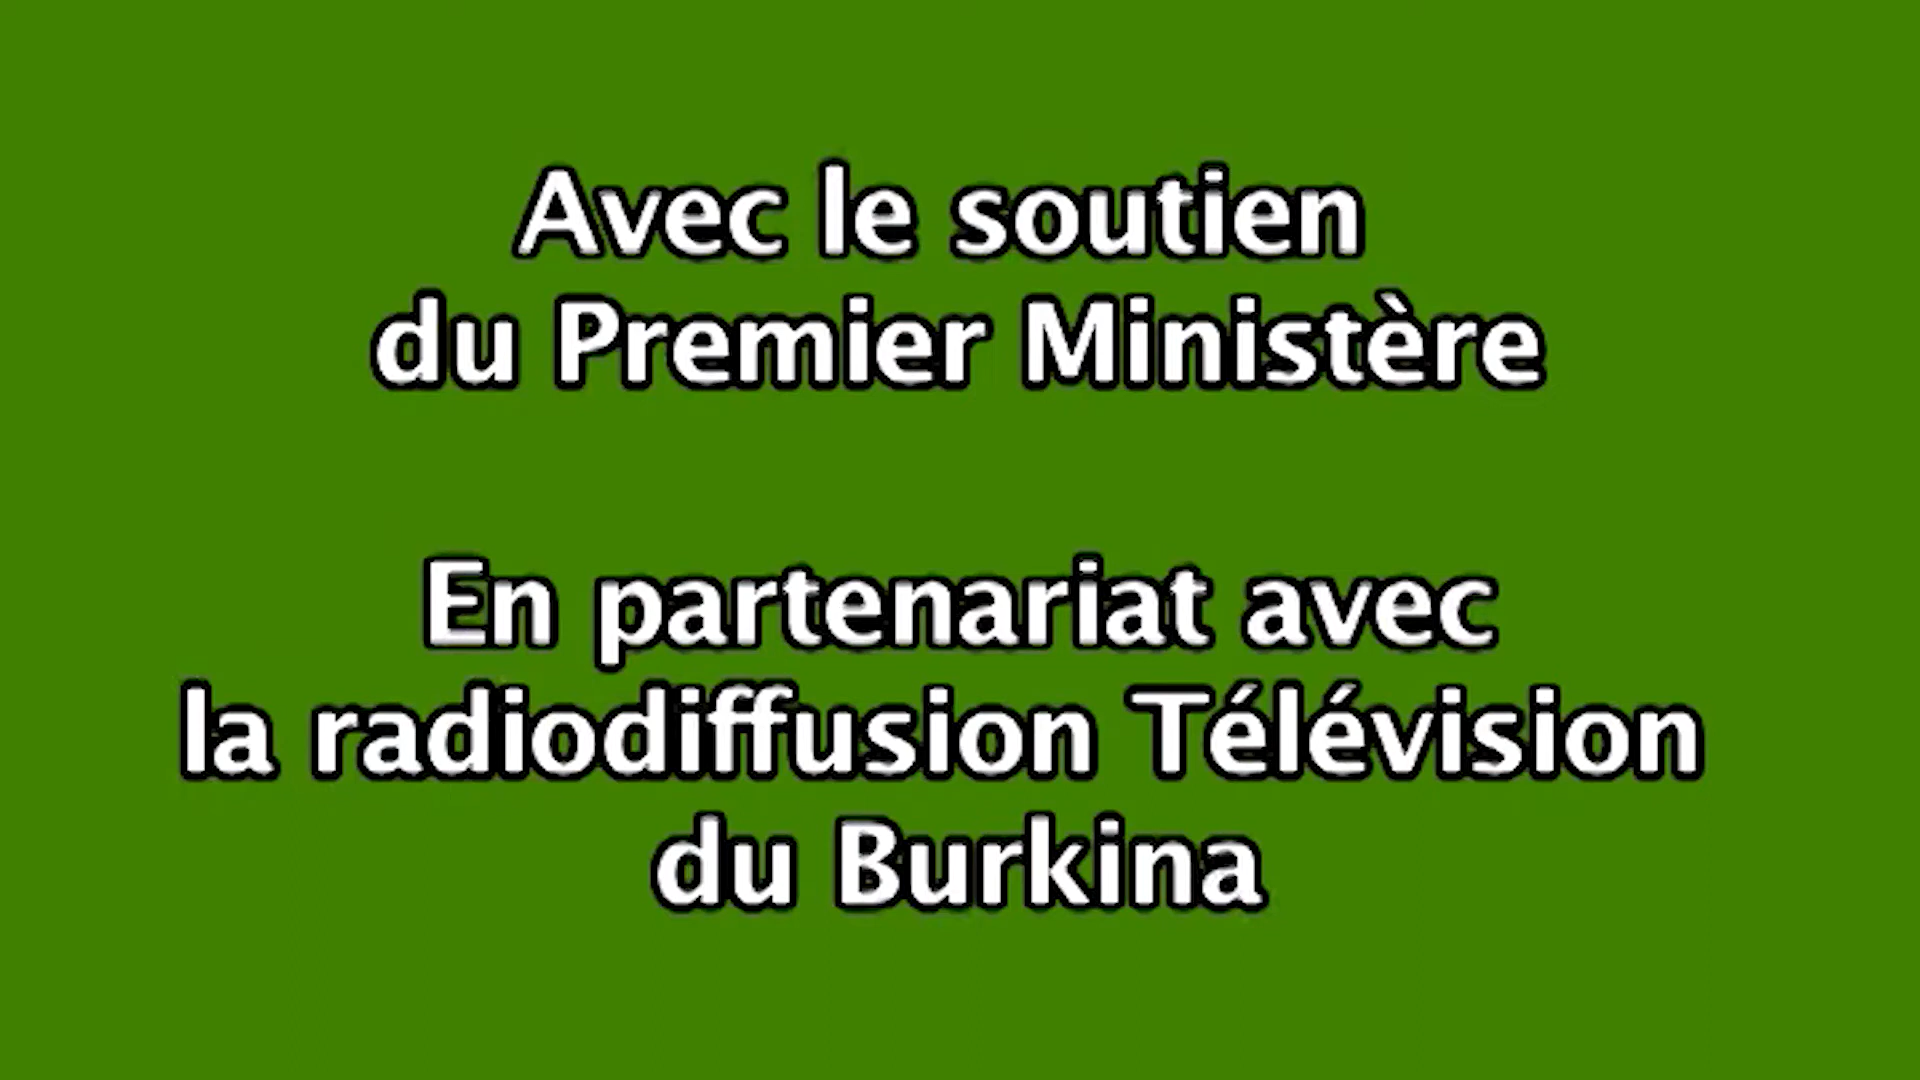 Avec le soutien
du Premier Ministère
En partenariat avec
la radiodiffusion Télévision
du Burkina